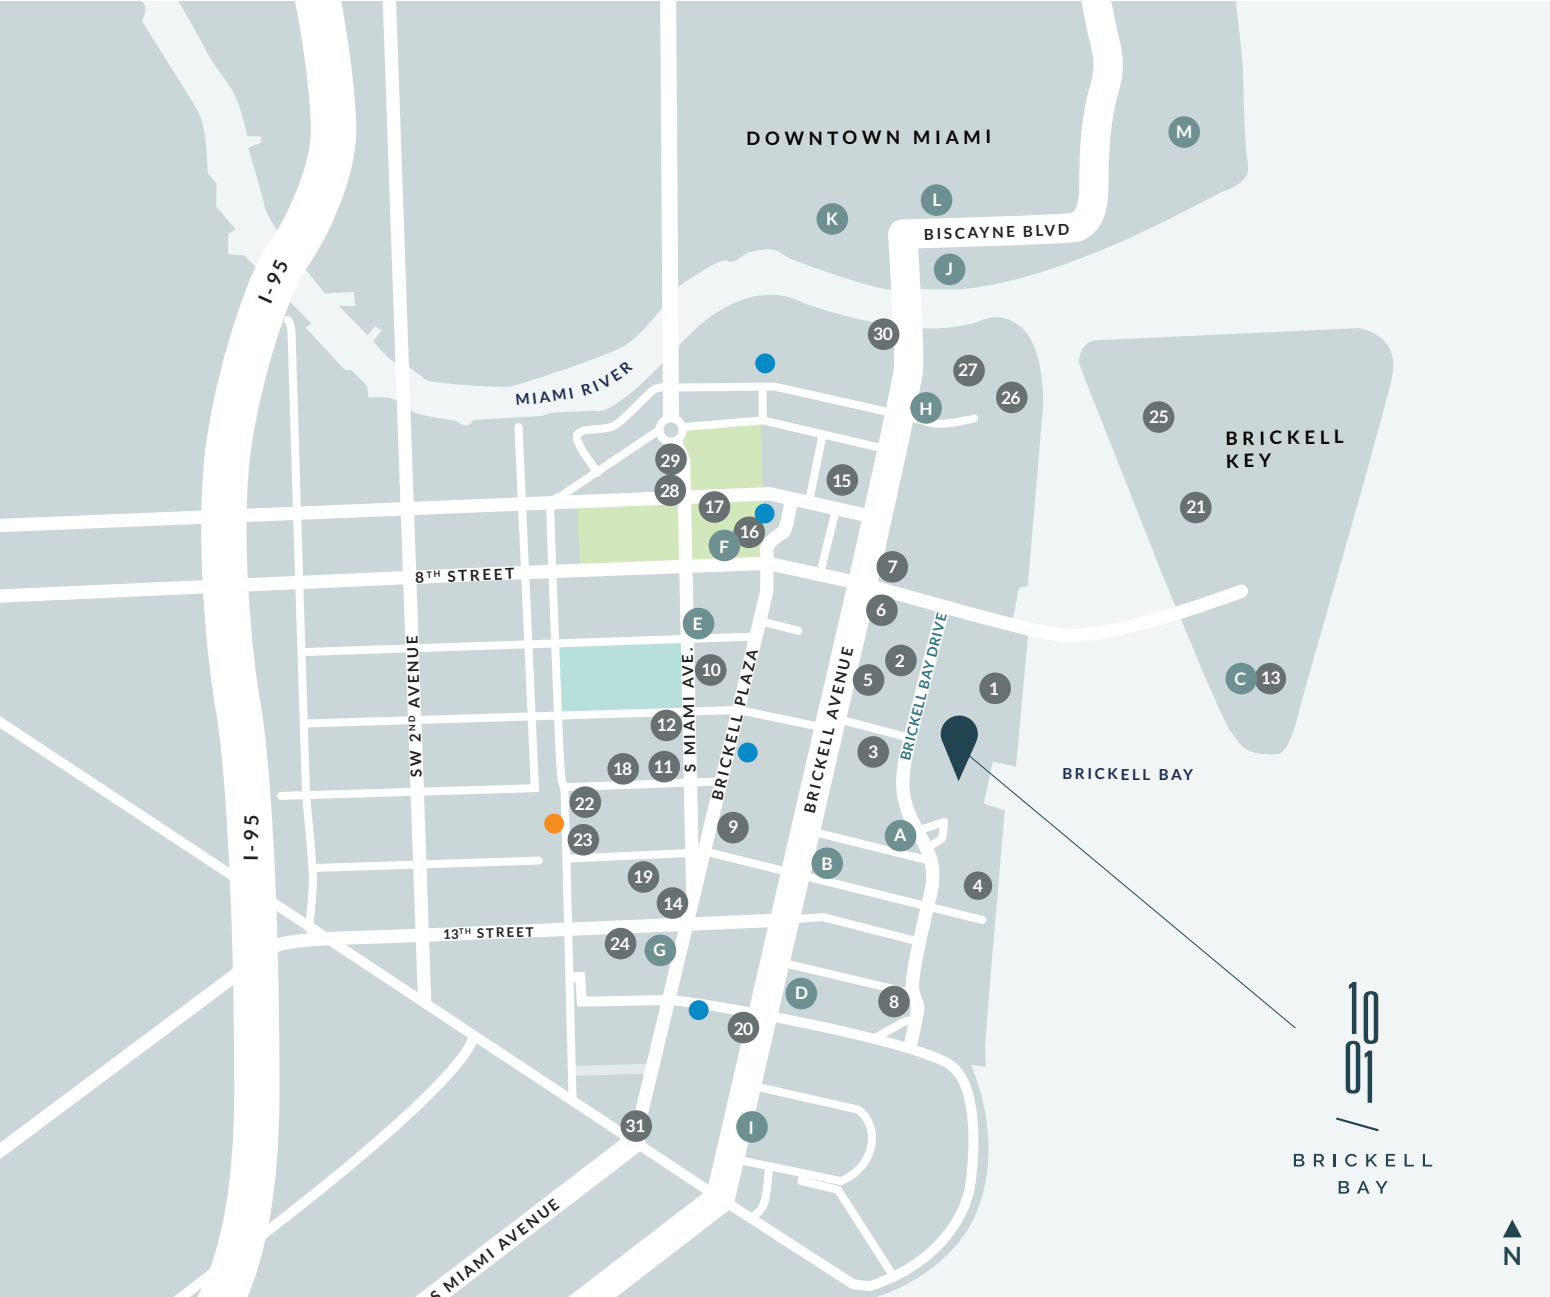 M
DOWNTOWN MIAMI
L
K
BISCAYNE BLVD
J
I-95
30
MIAMI RIVER
27
26
H
25
BRICKELL
KEY
29
28
15
17
16
F
21
7
8TH STREET
6
E
SW 2ND AVENUE
S MIAMI AVE.
BRICKELL PLAZA
BRICKELL AVENUE
BRICKELL BAY DRIVE
2
5
10
1
C
13
12
3
18
11
BRICKELL BAY
22
23
9
A
I-95
B
19
4
14
13TH STREET
24
G
D
8
20
31
I
10
01
BRICKELL
BAY
S MIAMI AVENUE
N